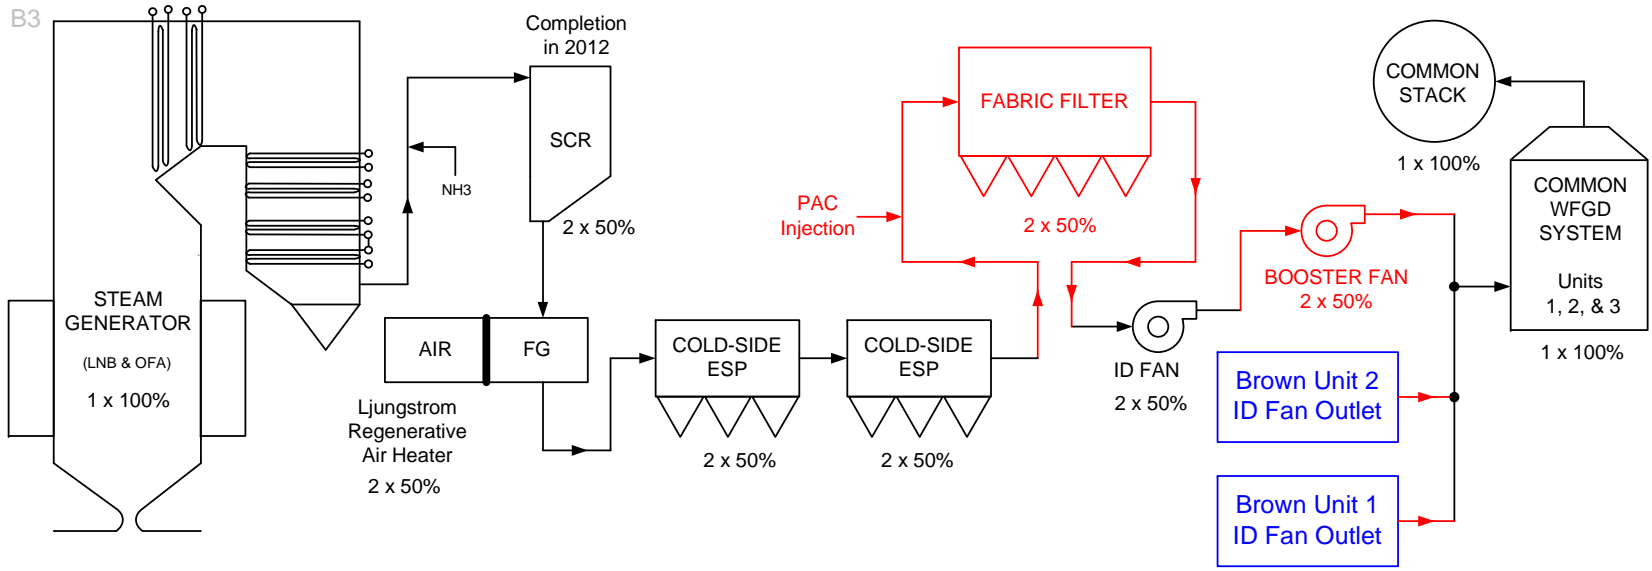 B3
STEAM
GENERATOR
(LNB & OFA)
1 x 100%
NH3
Completion
in 2012
SCR
2 x 50%
AIR
FG
Ljungstrom
Regenerative
Air Heater
2 x 50%
COLD-SIDE
ESP
2 x 50%
COLD-SIDE
ESP
2 x 50%
PAC
Injection
FABRIC FILTER
2 x 50%
ID FAN
2 x 50%
BOOSTER FAN
2 x 50%
Brown Unit 2
ID Fan Outlet
Brown Unit 1
ID Fan Outlet
COMMON
STACK
1 x 100%
COMMON
WFGD
SYSTEM
Units
1, 2, & 3
1 x 100%